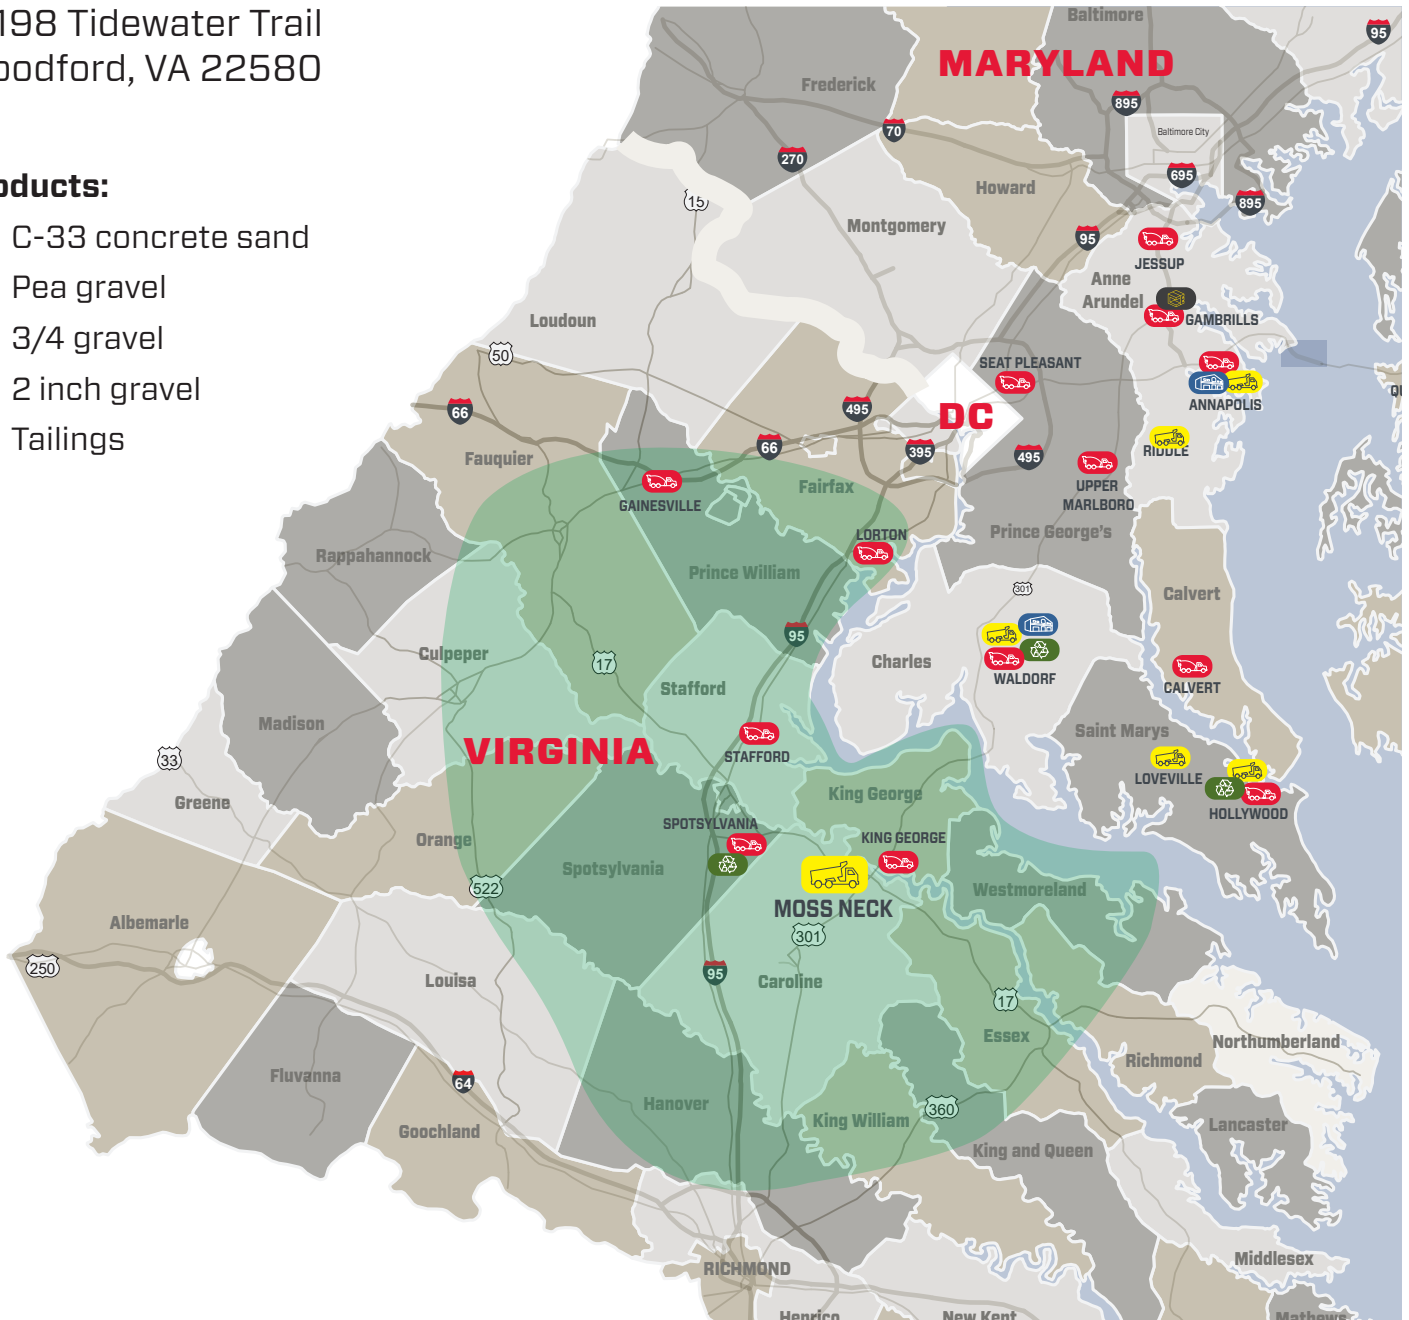 198 Tidewater Trail
oodford, VA 22580
oducts:
C-33 concrete sand
Pea gravel
3/4 gravel
2 inch gravel
Tailings
Baltimore
95
MARYLAND
Frederick
895
70
Baltimore City
270
695
Howard
15
895
Montgomery
95
JESSUP
Anne
Arundel
GAMBRILLS
Loudoun
50
SEAT PLEASANT
ANNAPOLIS
66
495
DC
66
395
495
RIDDLE
Fauquier
UPPER
MARLBORO
Fairfax
GAINESVILLE
LORTON
Prince George's
Rappahannock
Prince William
301
Calvert
95
Culpeper
17
Charles
WALDORF
CALVERT
Stafford
Madison
Saint Marys
VIRGINIA
STAFFORD
33
LOVEVILLE
Greene
King George
HOLLYWOOD
SPOTSYLVANIA
KING GEORGE
Orange
Spotsylvania
522
Westmoreland
MOSS NECK
Albemarle
301
250
95
Louisa
Caroline
17
Essex
Northumberland
Richmond
Fluvanna
64
Hanover
360
King William
Lancaster
Goochland
King and Queen
Middlesex
RICHMOND
Henrico
New Kent
Mathews